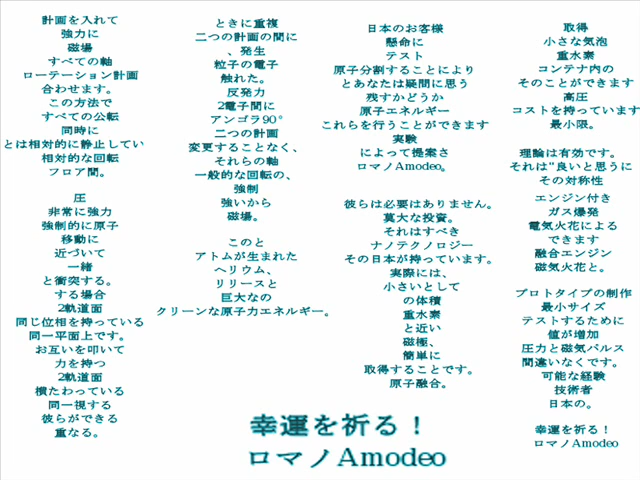 計画を入れて
強力に
磁場
すべての軸
ローテーション計画
合わせます。
この方法で
すべての公転
同時に
とは相対的に静止してい
相対的な回転
フロア間。
圧
非常に強力
強制的に原子
移動に
近づいて
一緒
と衝突する。
する場合
2軌道面
同じ位相を持っている
同一平面上です。
お互いを叩いて
力を持つ
2軌道面
横たわっている
同一視する
彼らができる
重なる。
ときに重複
二つの計画の間に
、発生
粒子の電子
触れた。
反発力
2電子間に
アンゴラ90°
二つの計画
変更することなく、
それらの軸
一般的な回転の、
強制
強いから
磁場。
このと
アトムが生まれた
ヘリウム、
リリースと
巨大なの
クリーンな原子力エネルギー。
日本のお客様
懸命に
テスト
原子分割することにより
とあなたは疑問に思う
残すかどうか
原子エネルギー
これらを行うことができます
実験
によって提案さ
ロマノAmodeo。
彼らは必要はありません。
莫大な投資。
それはすべき
ナノテクノロジー
その日本が持っています。
実際には、
小さいとして
の体積
重水素
と近い
磁極、
簡単に
取得することです。
原子融合。
取得
小さな気泡
重水素
コンテナ内の
そのことができます
高圧
コストを持っています
最小限。
理論は有効です。
それは"良いと思うに
その対称性
エンジン付き
ガス爆発
電気火花による
できます
融合エンジン
磁気火花と。
プロトタイプの制作
最小サイズ
テストするために
値が増加
圧力と磁気パルス
間違いなくです。
可能な経験
技術者
日本の。
幸運を祈る！
ロマノAmodeo
幸運を祈る！
ロマノAmodeo